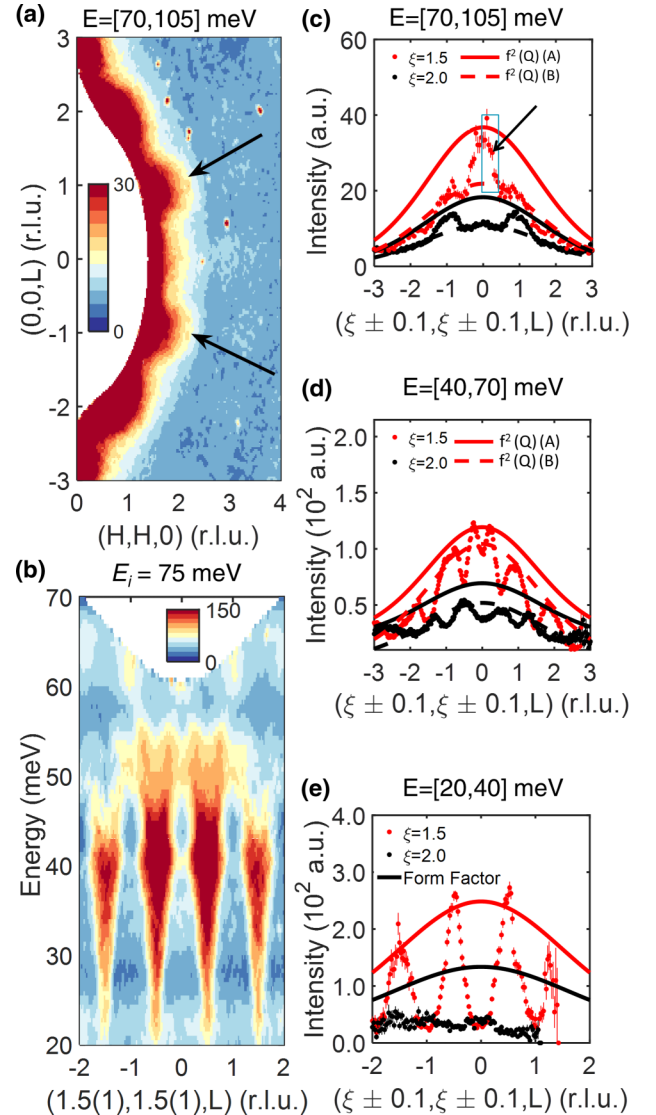 (a) E=[70,105] meV
3
2
1
0
-1
-2
-3
(0,0,L) (r.l.u.)
30
0
0 1 2 3 4
(H,H,0) (r.l.u.)
(b) E_i = 75 meV
70
60
50
40
30
20
Energy (meV)
150
0
-2 -1 0 1 2
(1.5(1),1.5(1),L) (r.l.u.)
(c) E=[70,105] meV
60
40
20
0
Intensity (a.u.)
ξ=1.5 f²(Q) (A)
ξ=2.0 f²(Q) (B)
-3 -2 -1 0 1 2 3
(ξ ± 0.1,ξ ± 0.1,L) (r.l.u.)
(d) E=[40,70] meV
2.0
1.5
1.0
0.5
Intensity (10² a.u.)
ξ=1.5 f²(Q) (A)
ξ=2.0 f²(Q) (B)
-3 -2 -1 0 1 2 3
(ξ ± 0.1,ξ ± 0.1,L) (r.l.u.)
(e) E=[20,40] meV
4.0
3.0
2.0
1.0
0.0
Intensity (10² a.u.)
ξ=1.5
ξ=2.0
Form Factor
-2 -1 0 1 2
(ξ ± 0.1,ξ ± 0.1,L) (r.l.u.)